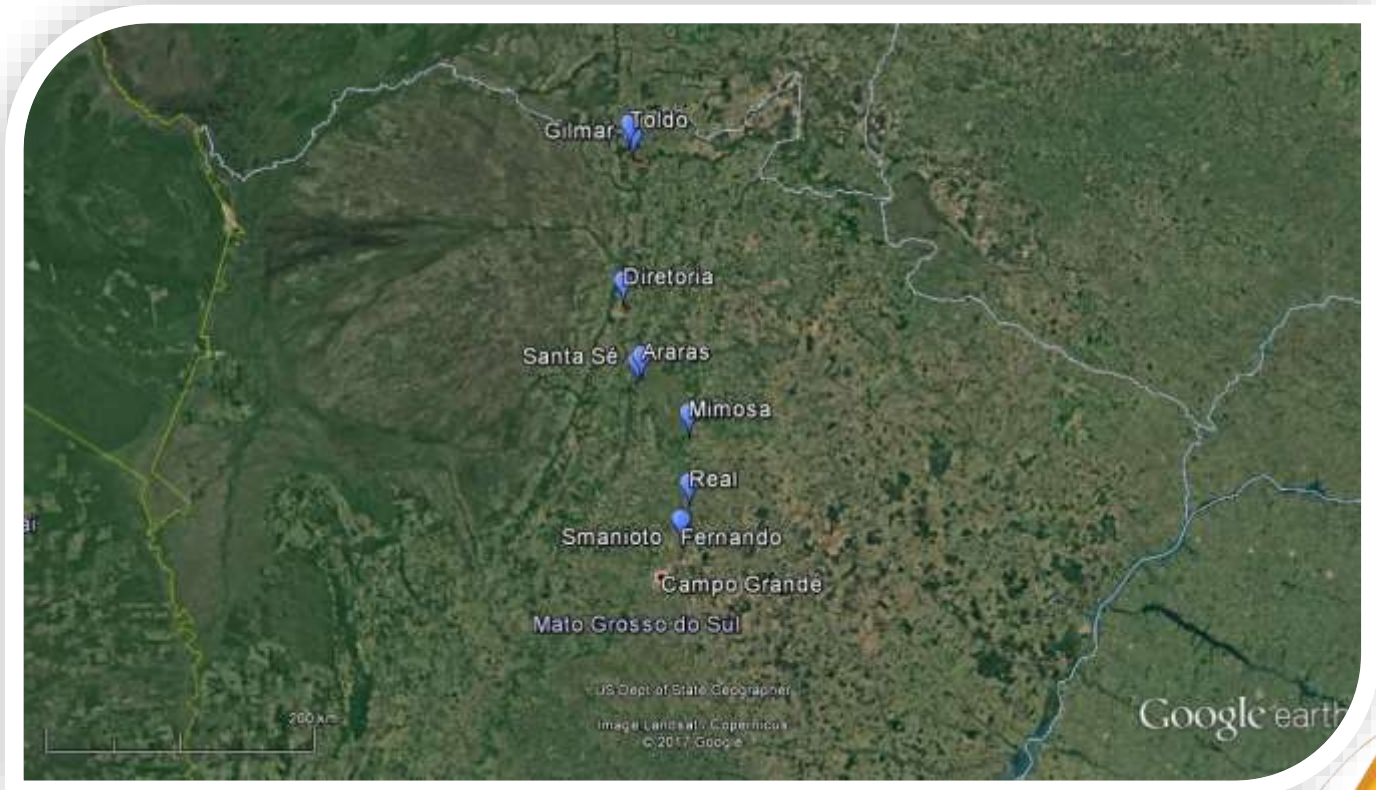 Toldo
Gilmar
Diretoria
Santa Sé
Araras
Mimosa
Real
Smanioto
Fernando
Campo Grande
Mato Grosso do Sul
US Dept of State Geographer
200 km
Image Landsat / Copernicus
© 2017 Google
Google earth